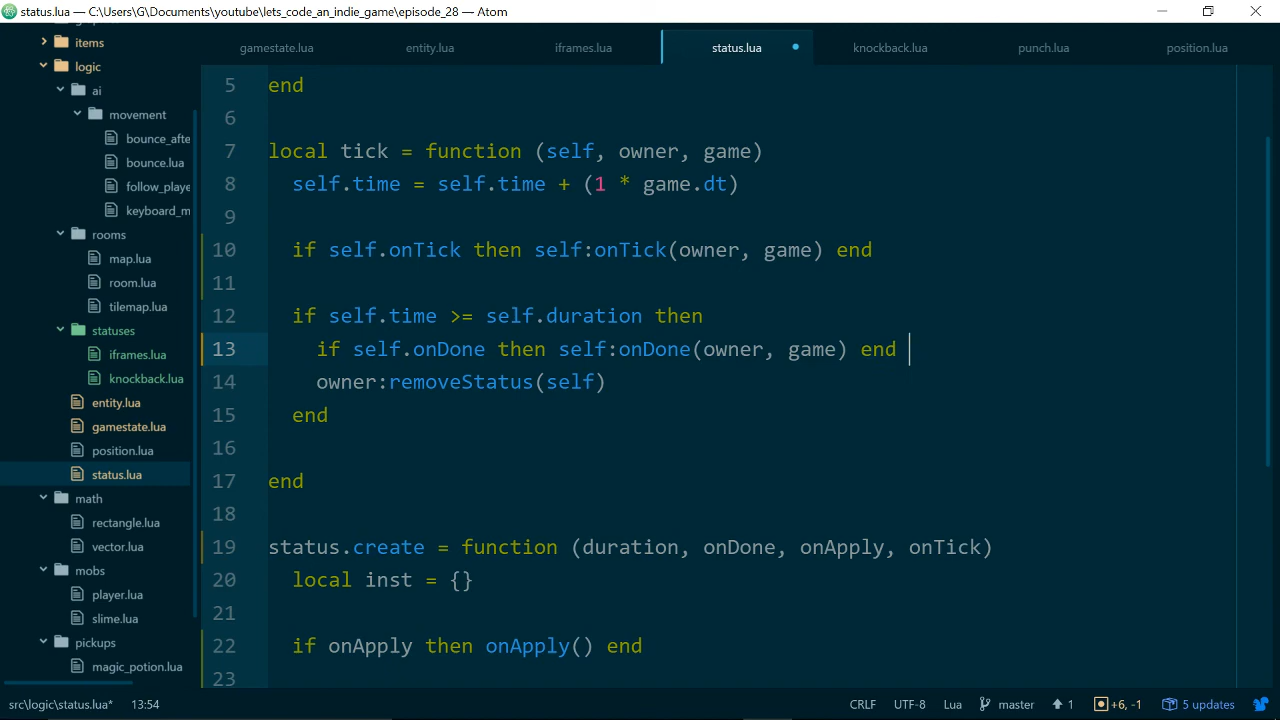 status.lua — C:\Users\G\Documents\youtube\lets_code_an_indie_game\episode_28 — Atom
items
logic
ai
movement
bounce_afte
bounce.lua
follow_playe
keyboard_m
rooms
map.lua
room.lua
tilemap.lua
statuses
iframes.lua
knockback.lua
entity.lua
gamestate.lua
position.lua
status.lua
math
rectangle.lua
vector.lua
mobs
player.lua
slime.lua
pickups
magic_potion.lua
gamestate.lua entity.lua iframes.lua status.lua knockback.lua punch.lua position.lua
5 end
6
7 local tick = function (self, owner, game)
8 self.time = self.time + (1 * game.dt)
9
10 if self.onTick then self:onTick(owner, game) end
11
12 if self.time >= self.duration then
13 if self.onDone then self:onDone(owner, game) end
14 owner:removeStatus(self)
15 end
16
17 end
18
19 status.create = function (duration, onDone, onApply, onTick)
20 local inst = {}
21
22 if onApply then onApply() end
23
src\logic\status.lua* 13:54 CRLF UTF-8 Lua master 1 +6, -1 5 updates